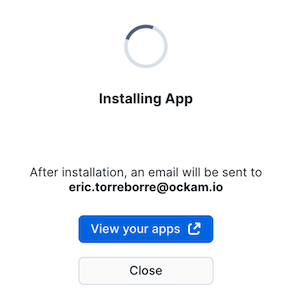 Installing App
After installation, an email will be sent to
eric.torreborre@ockam.io
View your apps
Close